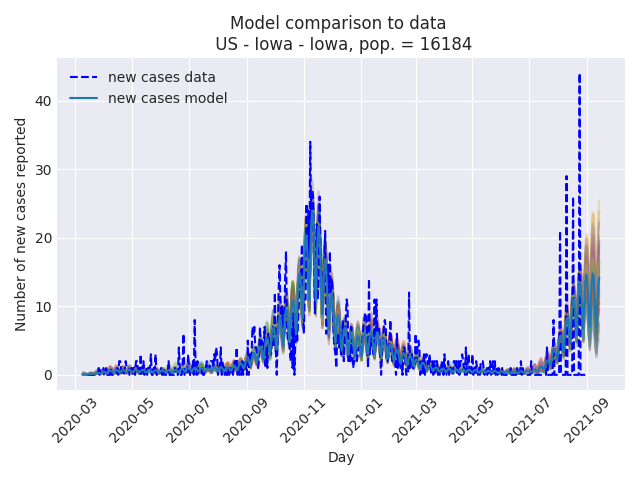 Model comparison to data
US - Iowa - Iowa, pop. = 16184
new cases data
new cases model
Number of new cases reported
40
30
20
10
0
2020-03
2020-05
2020-07
2020-09
2020-11
2021-01
2021-03
2021-05
2021-07
2021-09
Day